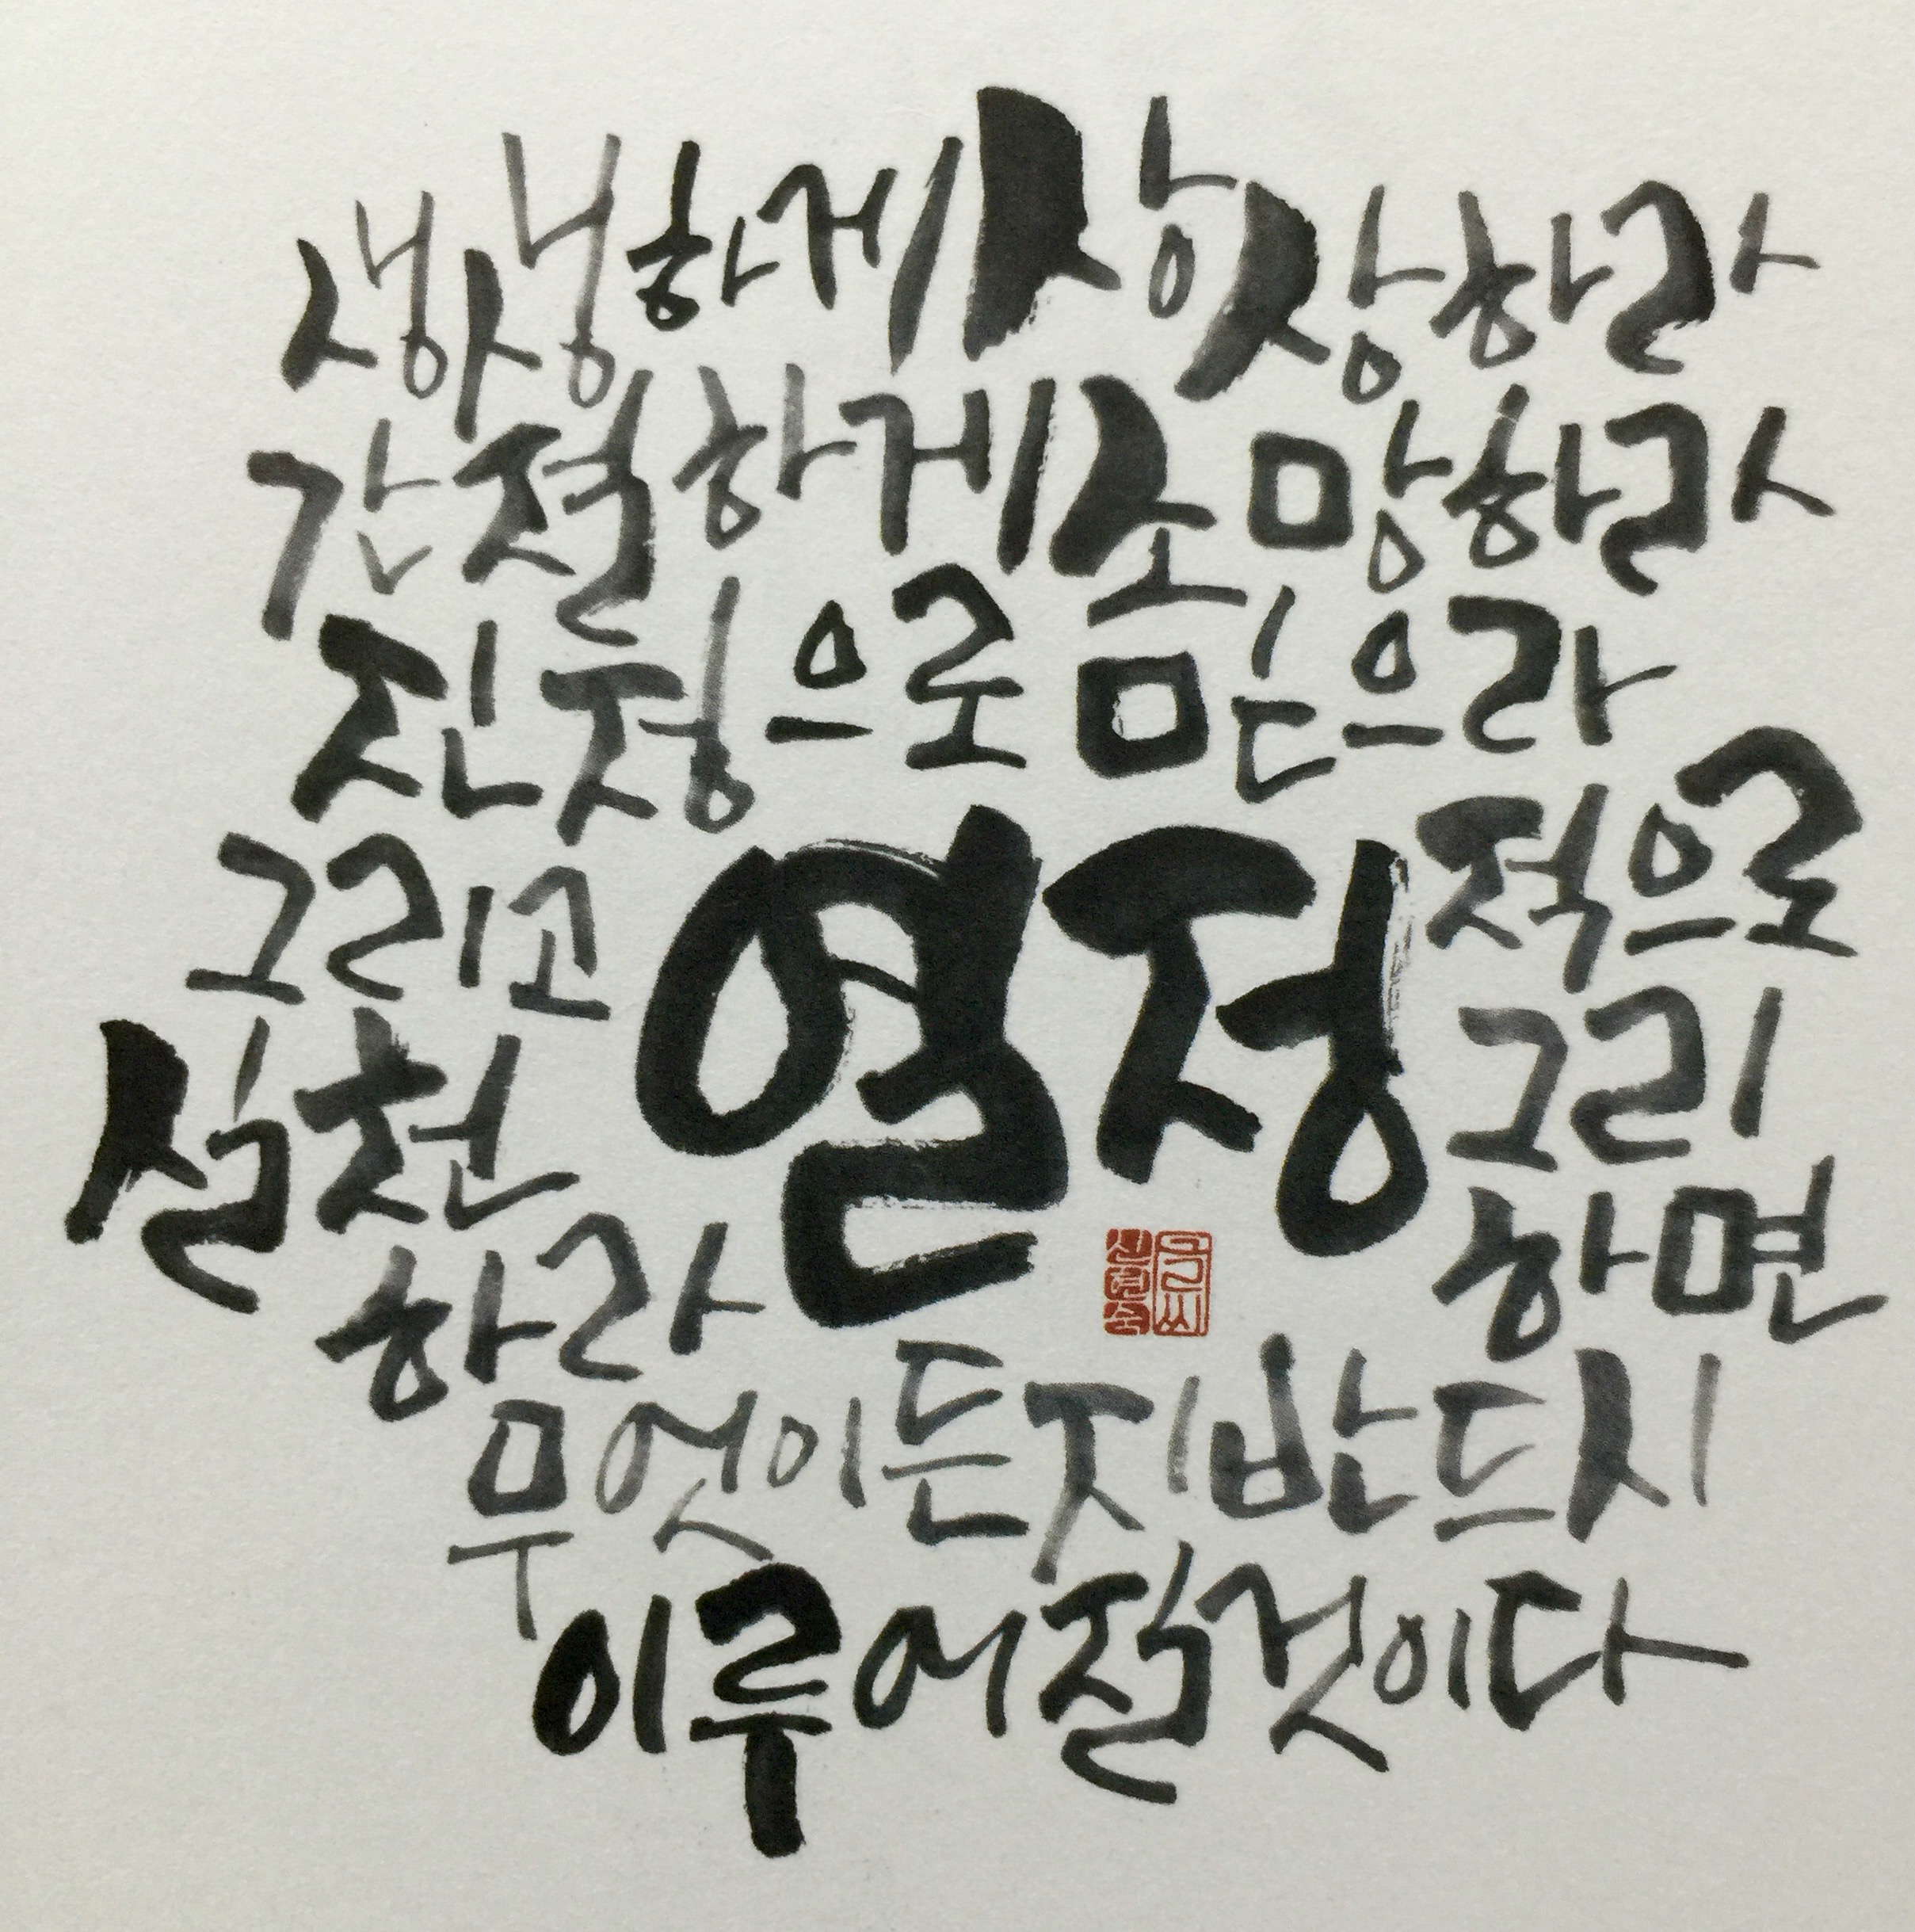 생생하게 상상하라
간절하게 소망하라
진정으로 믿으라
그리고 열정적으로
실천하라 그리하면
무엇이든지 반드시
이루어질 것이다